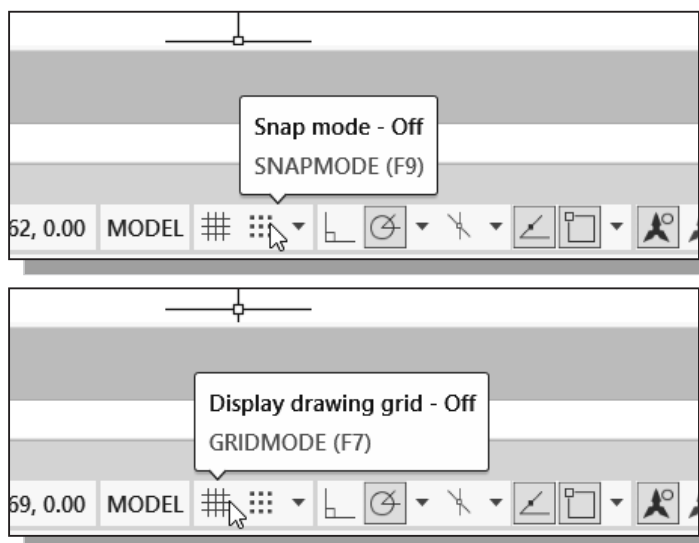 Snap mode - Off
SNAPMODE (F9)
62, 0.00 MODEL
Display drawing grid - Off
GRIDMODE (F7)
69, 0.00 MODEL